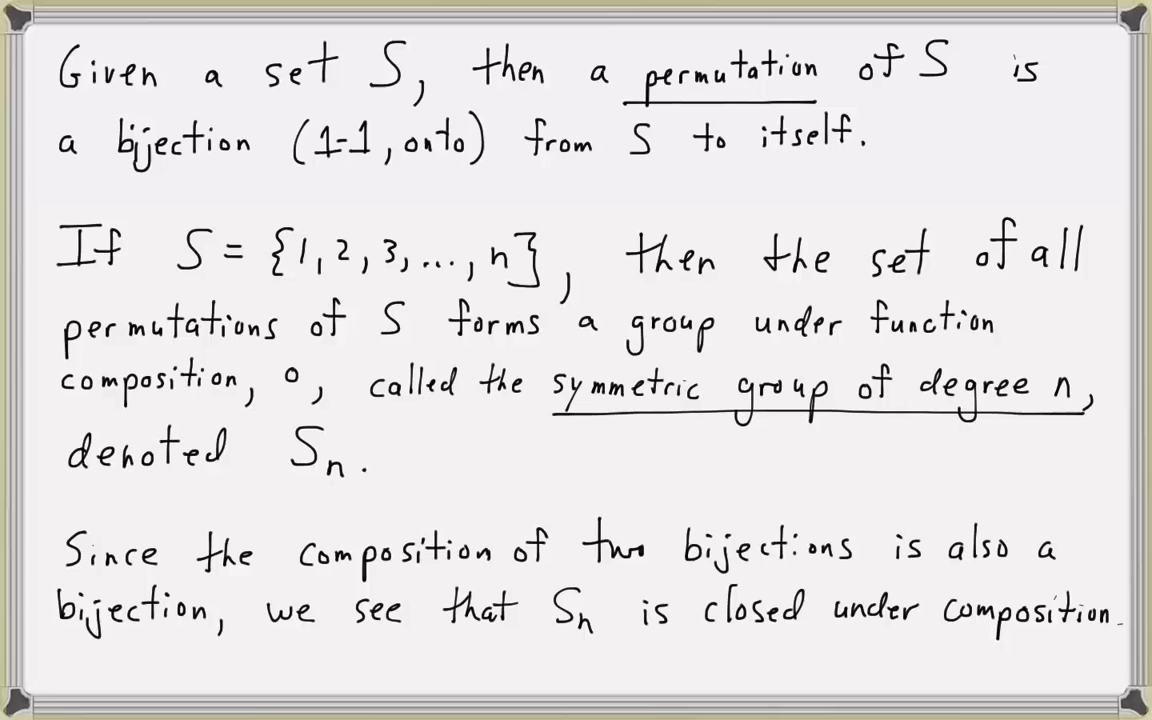 Given a set S, then a permutation of S is
a bijection (1-1, onto) from S to itself.
If S = {1, 2, 3, ..., n}, then the set of all
permutations of S forms a group under function
composition, ∘, called the symmetric group of degree n,
denoted Sₙ.
Since the composition of two bijections is also a
bijection, we see that Sₙ is closed under composition.